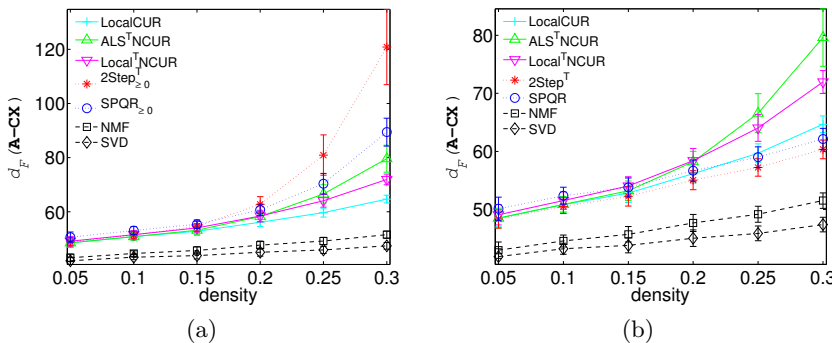 LocalCUR
ALS^T NCUR
Local^T NCUR
2Step^T_≥0
SPQR_≥0
NMF
SVD
d_F (A-CX)
120
100
80
60
0.05 0.1 0.15 0.2 0.25 0.3
density
(a)
LocalCUR
ALS^T NCUR
Local^T NCUR
2Step^T
SPQR
NMF
SVD
d_F (A-CX)
80
70
60
50
0.05 0.1 0.15 0.2 0.25 0.3
density
(b)